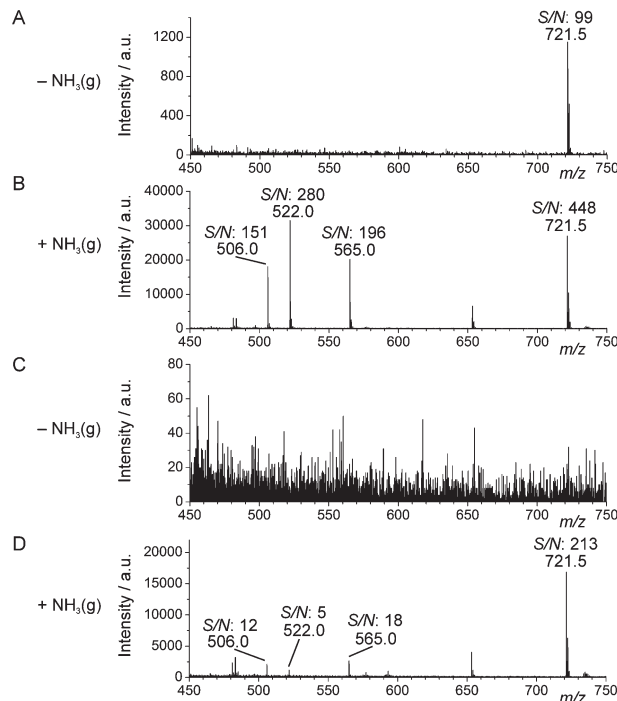 A
– NH3(g)
Intensity / a.u.
1200
800
400
0
S/N: 99
721.5
450 500 550 600 650 700 750
m/z
B
+ NH3(g)
Intensity / a.u.
40000
30000
20000
10000
0
S/N: 151
506.0
S/N: 280
522.0
S/N: 196
565.0
S/N: 448
721.5
450 500 550 600 650 700 750
m/z
C
– NH3(g)
Intensity / a.u.
80
60
40
20
0
450 500 550 600 650 700 750
m/z
D
+ NH3(g)
Intensity / a.u.
20000
15000
10000
5000
0
S/N: 12
506.0
S/N: 5
522.0
S/N: 18
565.0
S/N: 213
721.5
450 500 550 600 650 700 750
m/z